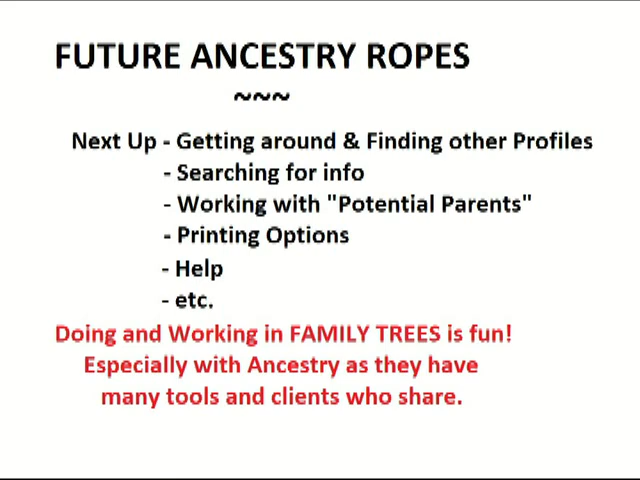 FUTURE ANCESTRY ROPES
~~~
Next Up - Getting around & Finding other Profiles
- Searching for info
- Working with "Potential Parents"
- Printing Options
- Help
- etc.
Doing and Working in FAMILY TREES is fun!
Especially with Ancestry as they have
many tools and clients who share.